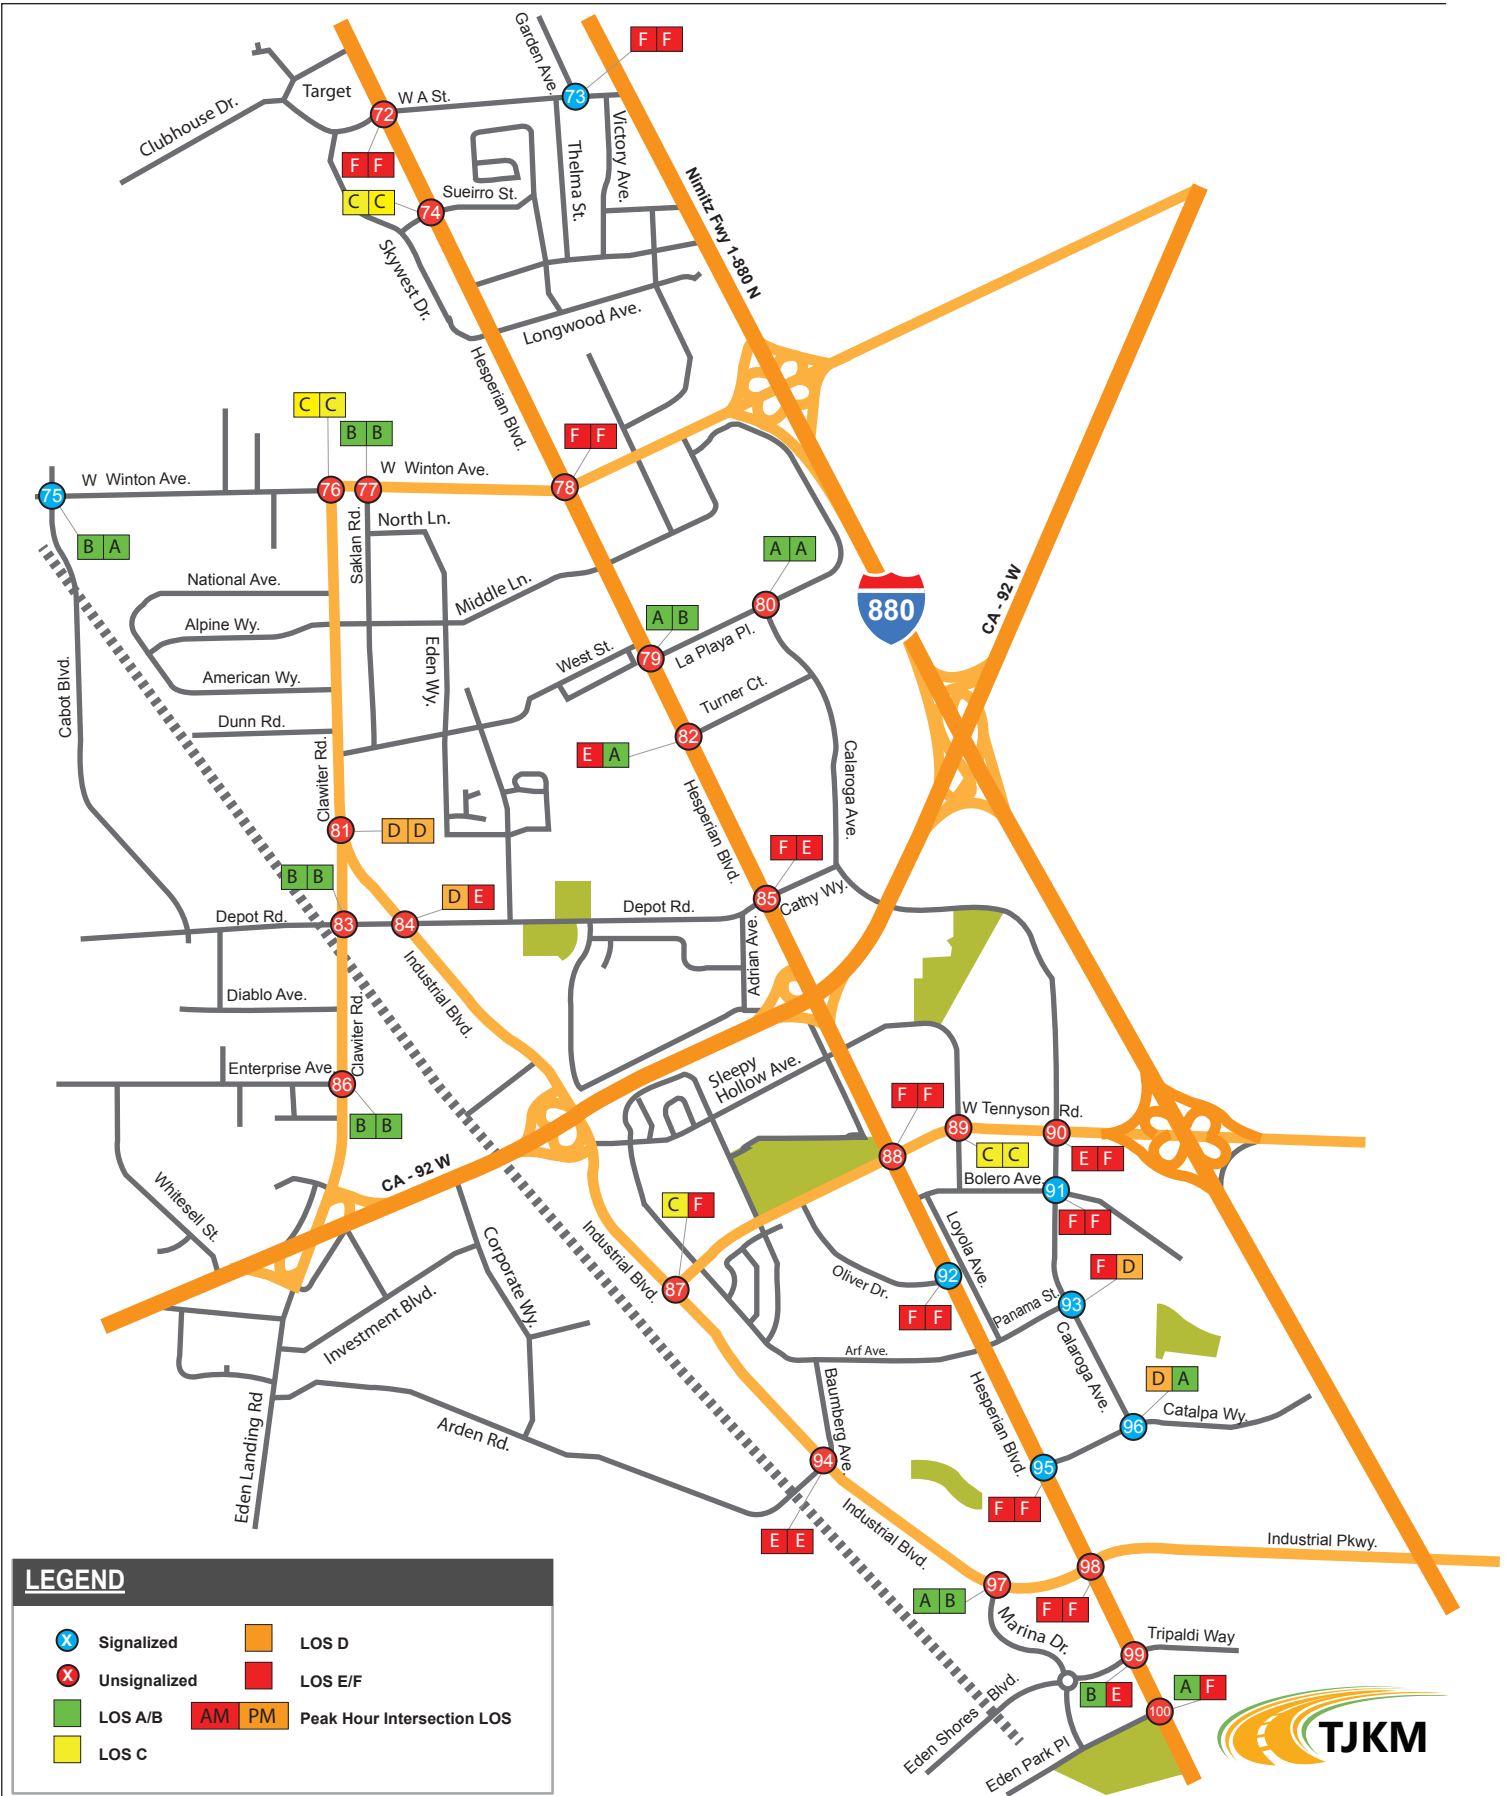 Garden Ave.
F F
Target
W A St.
73
72
Clubhouse Dr.
Victory Ave.
Thelma St.
F F
C C
Sueirro St.
74
Nimitz Fwy 1-880 N
Skywest Dr.
Longwood Ave.
Hesperian Blvd.
C C
B B
F F
W Winton Ave.
W Winton Ave.
75
76
77
78
North Ln.
Saklan Rd.
B A
A A
National Ave.
Middle Ln.
880
CA - 92 W
80
A B
Alpine Wy.
Eden Wy.
West St.
79
La Playa Pl.
American Wy.
Cabot Blvd.
Turner Ct.
Dunn Rd.
82
E A
Clawiter Rd.
Calaroga Ave.
Hesperian Blvd.
81
D D
F E
B B
D E
85
Cathy Wy.
Depot Rd.
83
84
Depot Rd.
Adrian Ave.
Industrial Blvd.
Diablo Ave.
Clawiter Rd.
Enterprise Ave.
86
Sleepy
Hollow Ave.
F F
B B
89
W Tennyson Rd.
90
C C
E F
88
CA - 92 W
Bolero Ave.
91
Whitesell St.
C F
F F
Corporate Wy.
Industrial Blvd.
Loyola Ave.
F D
Oliver Dr.
92
87
Panama St.
93
F F
Investment Blvd.
Arf Ave.
Calaroga Ave.
Baumberg Ave.
Hesperian Blvd.
D A
Eden Landing Rd
Arden Rd.
Catalpa Wy.
96
94
95
F F
Industrial Blvd.
E E
Industrial Pkwy.
98
97
A B
F F
Marina Dr.
Tripaldi Way
99
B E
A F
Eden Shores Blvd.
100
Eden Park Pl
TJKM
LEGEND
X Signalized
LOS D
X Unsignalized
LOS E/F
LOS A/B
AM PM Peak Hour Intersection LOS
LOS C